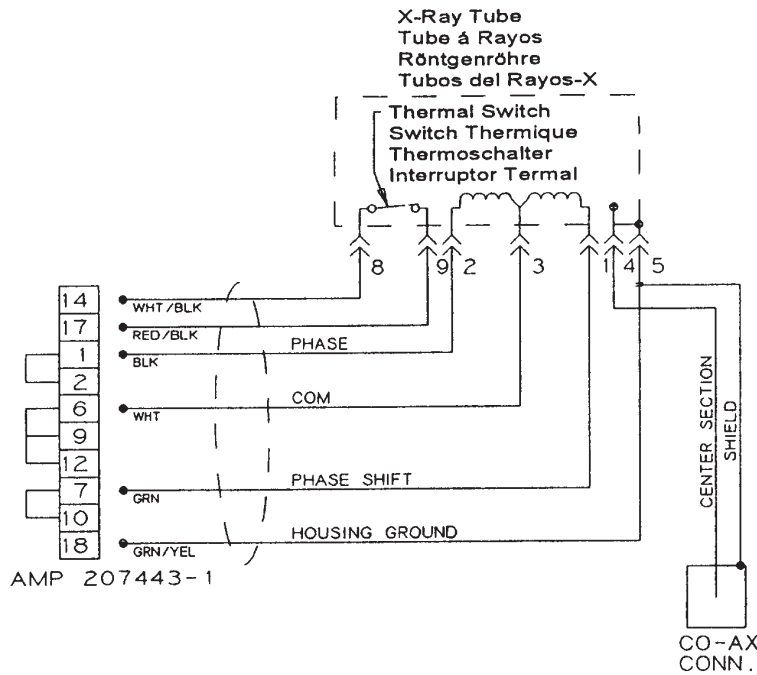 X-Ray Tube
Tube á Rayos
Röntgenröhre
Tubos del Rayos-X
Thermal Switch
Switch Thermique
Thermoschalter
Interruptor Termal
8
9
2
3
1
4
5
14
WHT/BLK
17
RED/BLK
1
BLK
PHASE
2
6
WHT
COM
9
12
7
GRN
PHASE SHIFT
10
18
GRN/YEL
HOUSING GROUND
AMP 207443-1
CENTER SECTION
SHIELD
CO-AX
CONN.